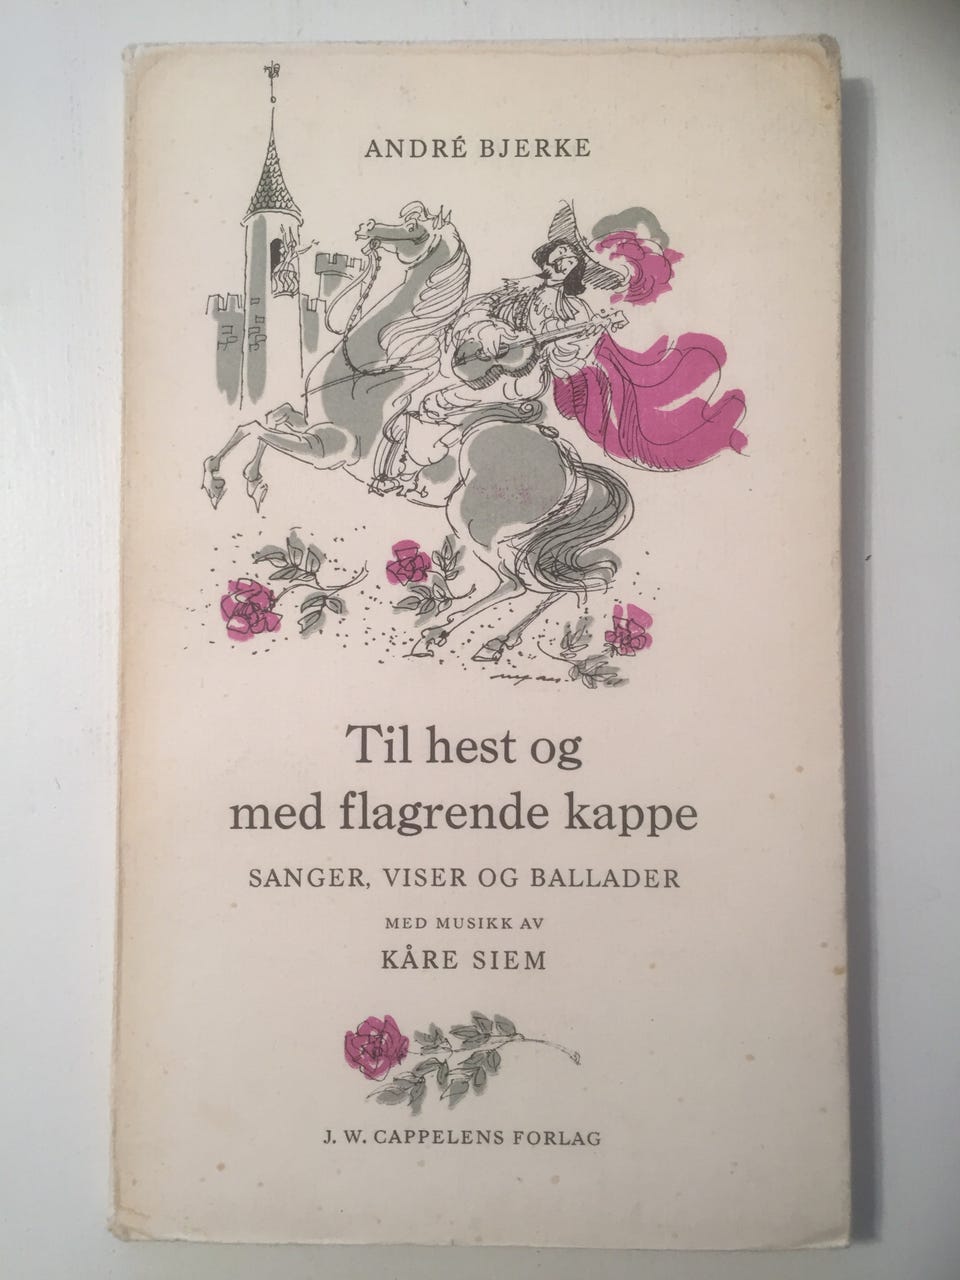 ANDRÉ BJERKE
Til hest og
med flagrende kappe
SANGER, VISER OG BALLADER
MED MUSIKK AV
KÅRE SIEM
J. W. CAPPELENS FORLAG